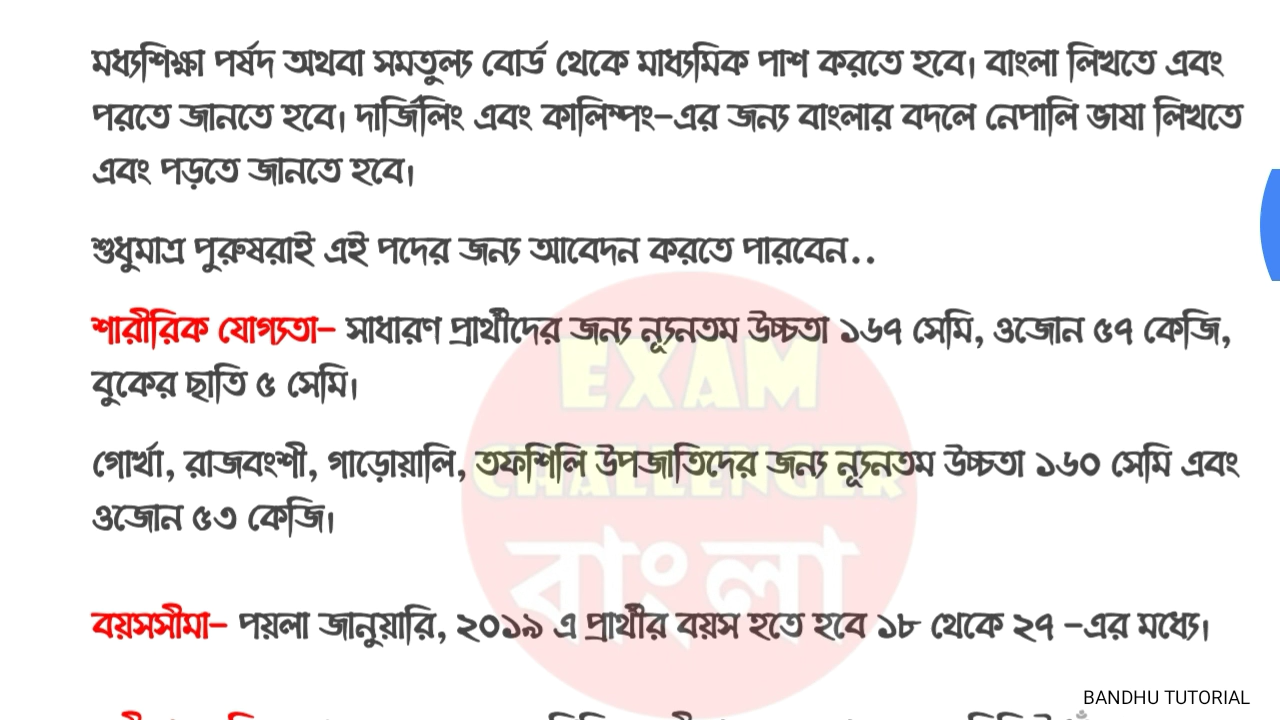 মধ্যশিক্ষা পর্ষদ অথবা সমতুল্য বোর্ড থেকে মাধ্যমিক পাশ করতে হবে। বাংলা লিখতে এবং
পরতে জানতে হবে। দার্জিলিং এবং কালিম্পং-এর জন্য বাংলার বদলে নেপালি ভাষা লিখতে
এবং পড়তে জানতে হবে।
শুধুমাত্র পুরুষরাই এই পদের জন্য আবেদন করতে পারবেন..
শারীরিক যোগ্যতা- সাধারণ প্রার্থীদের জন্য ন্যূনতম উচ্চতা ১৬৭ সেমি, ওজোন ৫৭ কেজি,
বুকের ছাতি ৫ সেমি।
গোর্খা, রাজবংশী, গাড়োয়ালি, তফশিলি উপজাতিদের জন্য ন্যূনতম উচ্চতা ১৬০ সেমি এবং
ওজোন ৫৩ কেজি।
EXAM
CHALLENGER
বাংলা
বয়সসীমা- পয়লা জানুয়ারি, ২০১৯ এ প্রার্থীর বয়স হতে হবে ১৮ থেকে ২৭ -এর মধ্যে।
BANDHU TUTORIAL